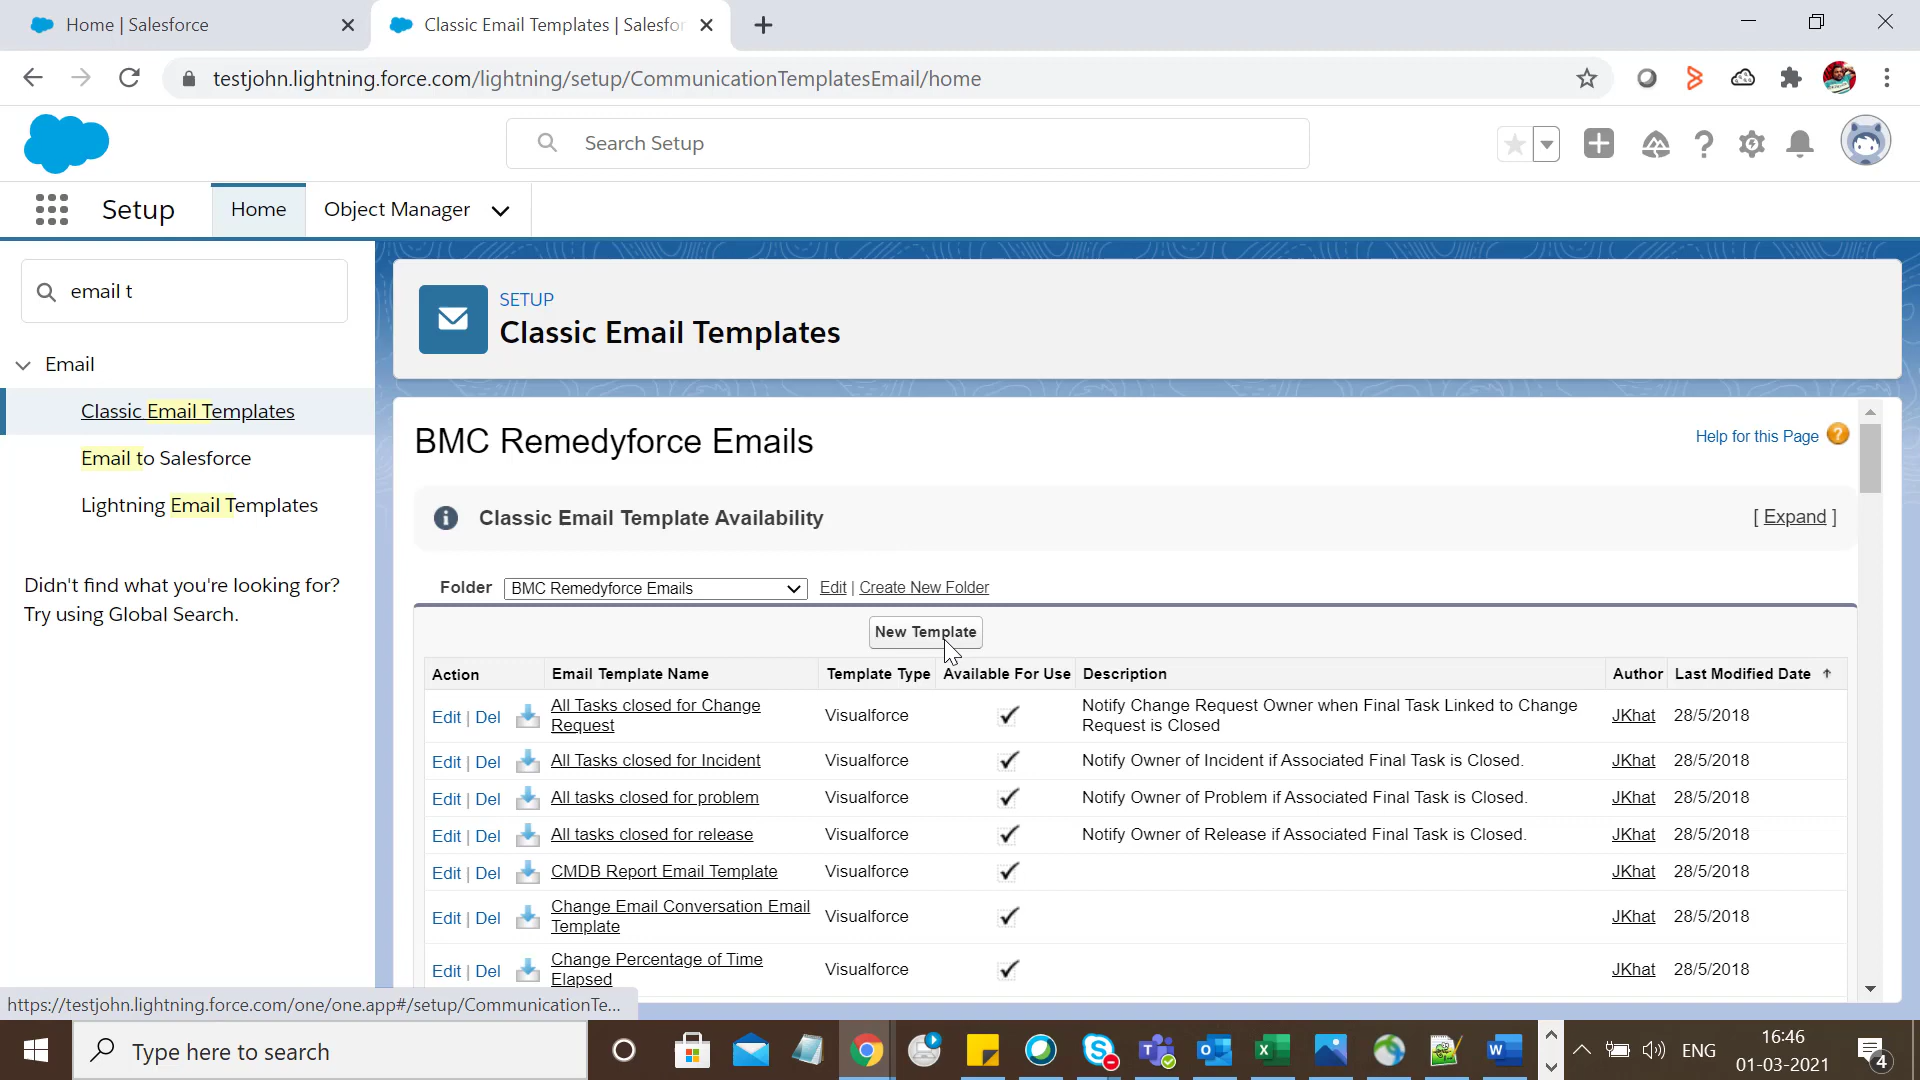 Home | Salesforce
Classic Email Templates | Salesfor
testjohn.lightning.force.com/lightning/setup/CommunicationTemplatesEmail/home
Search Setup
Setup
Home
Object Manager
email t
Email
Classic Email Templates
Email to Salesforce
Lightning Email Templates
Didn't find what you're looking for?
Try using Global Search.
SETUP
Classic Email Templates
BMC Remedyforce Emails
Help for this Page ?
Classic Email Template Availability
[ Expand ]
Folder BMC Remedyforce Emails Edit | Create New Folder
New Template
Action Email Template Name Template Type Available For Use Description Author Last Modified Date
Edit | Del All Tasks closed for Change Request Visualforce Notify Change Request Owner when Final Task Linked to Change Request is Closed JKhat 28/5/2018
Edit | Del All Tasks closed for Incident Visualforce Notify Owner of Incident if Associated Final Task is Closed. JKhat 28/5/2018
Edit | Del All tasks closed for problem Visualforce Notify Owner of Problem if Associated Final Task is Closed. JKhat 28/5/2018
Edit | Del All tasks closed for release Visualforce Notify Owner of Release if Associated Final Task is Closed. JKhat 28/5/2018
Edit | Del CMDB Report Email Template Visualforce JKhat 28/5/2018
Edit | Del Change Email Conversation Email Template Visualforce JKhat 28/5/2018
Edit | Del Change Percentage of Time Elapsed Visualforce JKhat 28/5/2018
https://testjohn.lightning.force.com/one/one.app#/setup/CommunicationTe...
Type here to search
ENG
16:46
01-03-2021
4